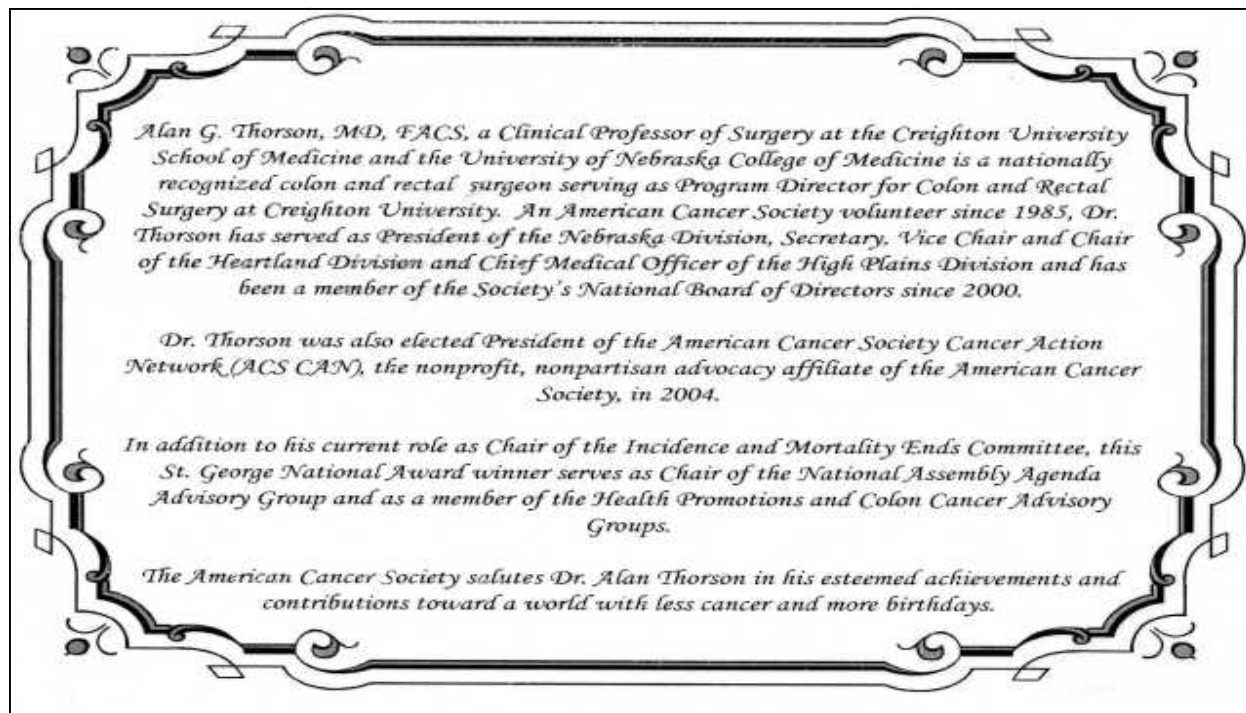 Alan G. Thorson, MD, FACS, a Clinical Professor of Surgery at the Creighton University
School of Medicine and the University of Nebraska College of Medicine is a nationally
recognized colon and rectal surgeon serving as Program Director for Colon and Rectal
Surgery at Creighton University. An American Cancer Society volunteer since 1985, Dr.
Thorson has served as President of the Nebraska Division, Secretary, Vice Chair and Chair
of the Heartland Division and Chief Medical Officer of the High Plains Division and has
been a member of the Society's National Board of Directors since 2000.
Dr. Thorson was also elected President of the American Cancer Society Cancer Action
Network (ACS CAN), the nonprofit, nonpartisan advocacy affiliate of the American Cancer
Society, in 2004.
In addition to his current role as Chair of the Incidence and Mortality Ends Committee, this
St. George National Award winner serves as Chair of the National Assembly Agenda
Advisory Group and as a member of the Health Promotions and Colon Cancer Advisory
Groups.
The American Cancer Society salutes Dr. Alan Thorson in his esteemed achievements and
contributions toward a world with less cancer and more birthdays.